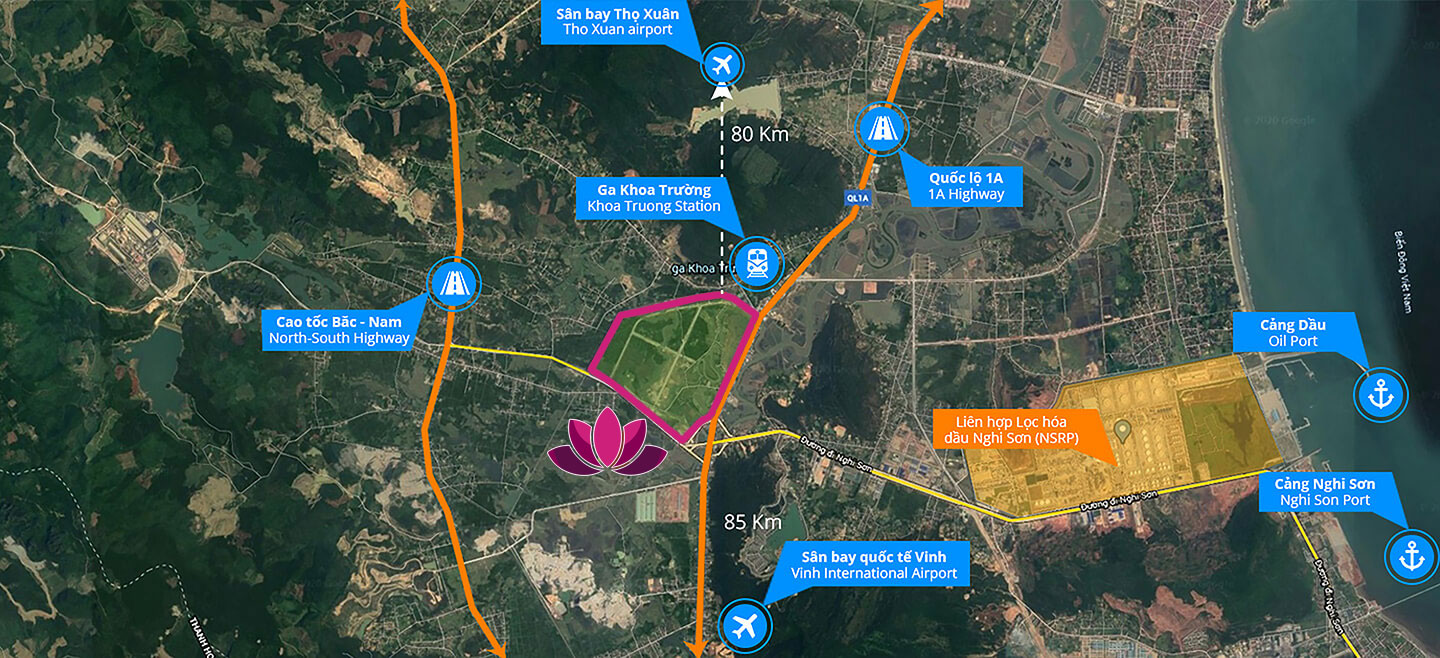 Sân bay Thọ Xuân
Tho Xuan airport
80 Km
Ga Khoa Trường
Khoa Truong Station
Quốc lộ 1A
1A Highway
QL1A
ga Khoa
Cao tốc Băc - Nam
North-South Highway
Biển Đông Việt Nam
Cảng Dầu
Oil Port
Liên hợp Lọc hóa
dầu Nghi Sơn (NSRP)
Đường đi Nghi Sơn
Đường đi Nghi Sơn
Cảng Nghi Sơn
Nghi Son Port
Đường đi Nghi Sơn
85 Km
Sân bay quốc tế Vinh
Vinh International Airport
THANH
© 2020 Google